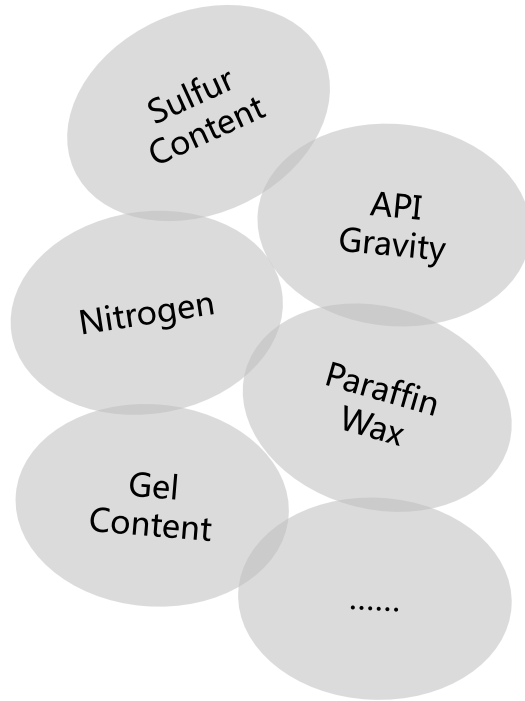 Sulfur
Content
API
Gravity
Nitrogen
Paraffin
Wax
Gel
Content
......